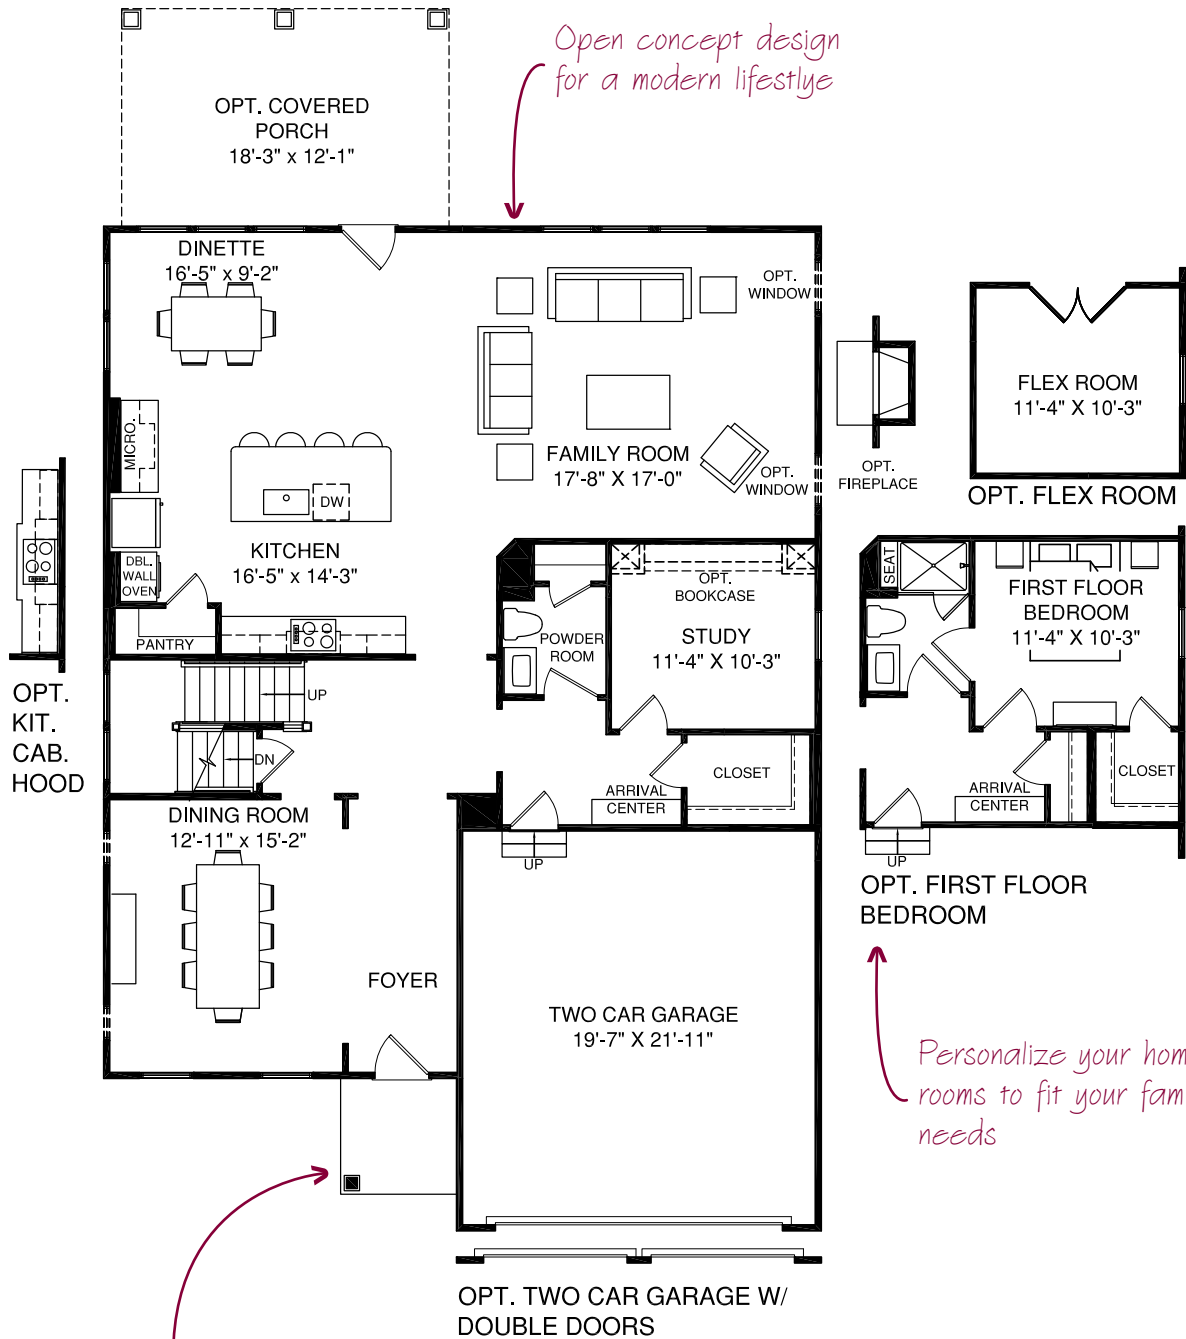 Open concept design
for a modern lifestlye
OPT. COVERED
PORCH
18'-3" x 12'-1"
DINETTE
16'-5" x 9'-2"
OPT.
WINDOW
MICRO.
DW
DBL.
WALL
OVEN
KITCHEN
16'-5" x 14'-3"
PANTRY
FAMILY ROOM
17'-8" X 17'-0"
OPT.
WINDOW
OPT.
FIREPLACE
FLEX ROOM
11'-4" X 10'-3"
OPT. FLEX ROOM
OPT.
KIT.
CAB.
HOOD
UP
DN
POWDER
ROOM
OPT.
BOOKCASE
STUDY
11'-4" X 10'-3"
CLOSET
ARRIVAL
CENTER
UP
SEAT
FIRST FLOOR
BEDROOM
11'-4" X 10'-3"
CLOSET
ARRIVAL
CENTER
UP
OPT. FIRST FLOOR
BEDROOM
DINING ROOM
12'-11" x 15'-2"
FOYER
TWO CAR GARAGE
19'-7" X 21'-11"
Personalize your hom
rooms to fit your fam
needs
OPT. TWO CAR GARAGE W/
DOUBLE DOORS